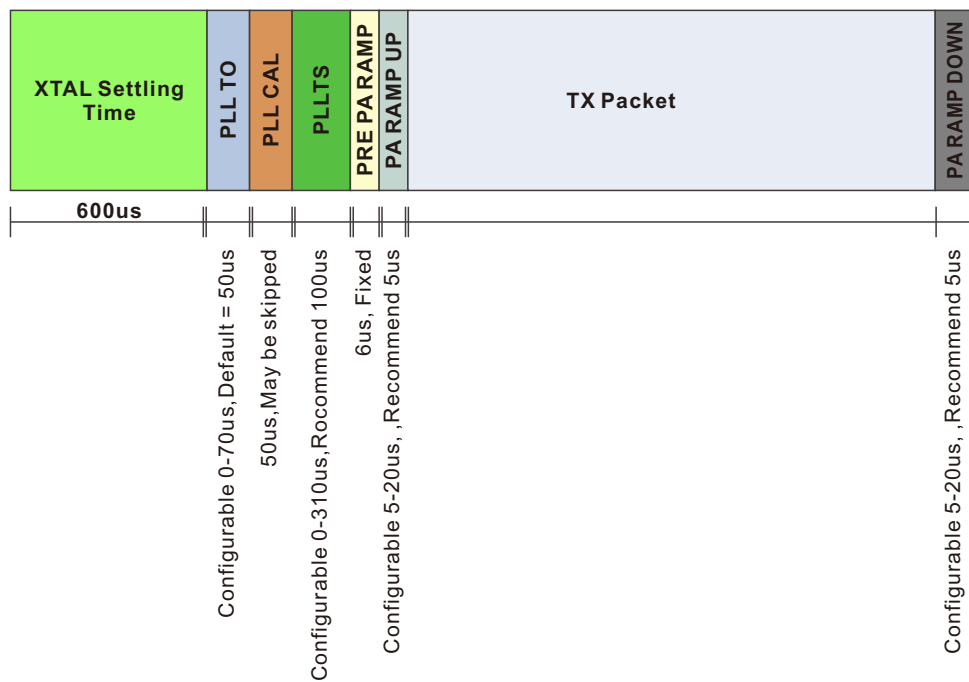 XTAL Settling
Time
PLL TO
PLL CAL
PLLTS
PRE PA RAMP
PA RAMP UP
TX Packet
PA RAMP DOWN
600us
Configurable 0-70us,Default = 50us
50us,May be skipped
Configurable 0-310us,Rocommend 100us
6us, Fixed
Configurable 5-20us, ,Recommend 5us
Configurable 5-20us, ,Recommend 5us